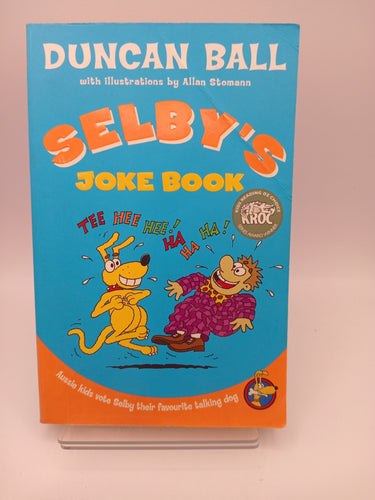 DUNCAN BALL
with illustrations by Allan Stomann
SELBY'S
JOKE BOOK
TEE HEE HEE!
HA HA HA!
KROC
Aussie kids vote Selby their favourite talking dog